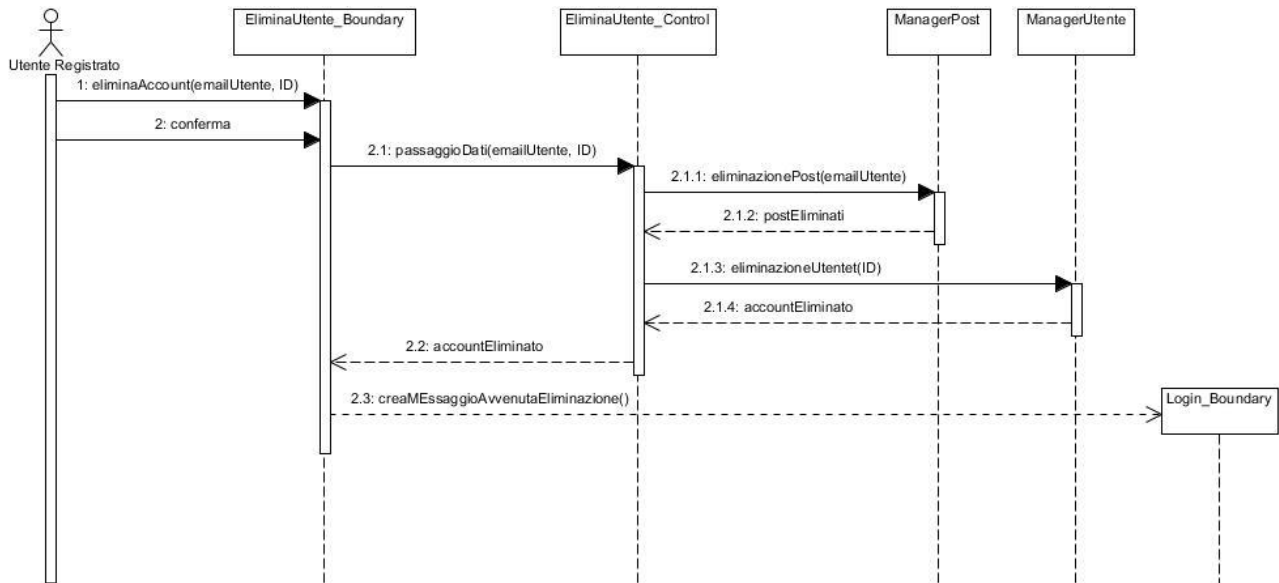 EliminaUtente_Boundary
EliminaUtente_Control
ManagerPost
ManagerUtente
Utente Registrato
1: eliminaAccount(emailUtente, ID)
2: conferma
2.1: passaggioDati(emailUtente, ID)
2.1.1: eliminazionePost(emailUtente)
2.1.2: postEliminati
2.1.3: eliminazioneUtentet(ID)
2.1.4: accountEliminato
2.2: accountEliminato
2.3: creaMEssaggioAvvenutaEliminazione()
Login_Boundary